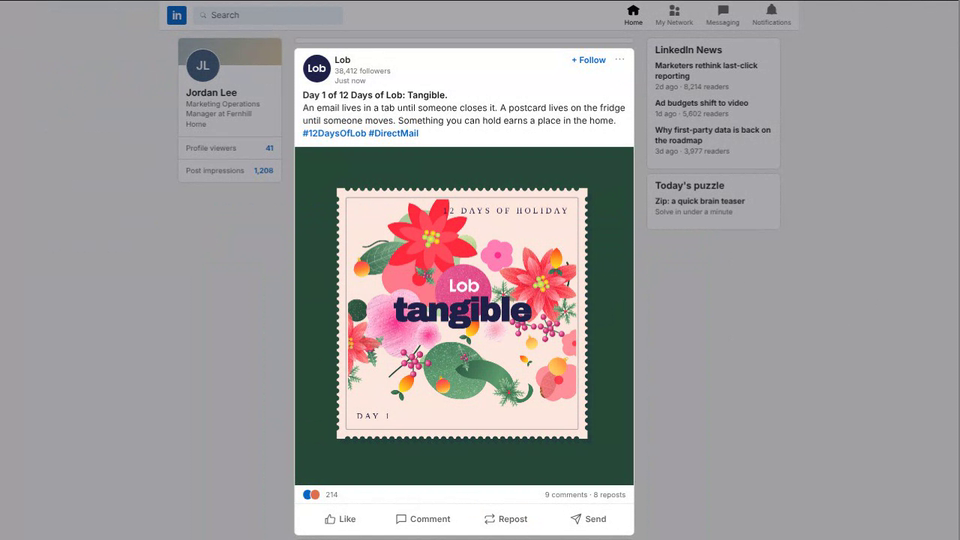 in
Search
Home
My Network
Messaging
Notifications
JL
Jordan Lee
Marketing Operations
Manager at Fernhill
Home
Profile viewers 41
Post impressions 1,206
Lob
Lob
38,412 followers
Just now
+ Follow
Day 1 of 12 Days of Lob: Tangible.
An email lives in a tab until someone closes it. A postcard lives on the fridge
until someone moves. Something you can hold earns a place in the home.
#12DaysOfLob #DirectMail
12 DAYS OF HOLIDAY
Lob
tangible
DAY 1
214
9 comments · 8 reposts
Like
Comment
Repost
Send
LinkedIn News
Marketers rethink last-click
reporting
2d ago · 8,214 readers
Ad budgets shift to video
1d ago · 5,602 readers
Why first-party data is back on
the roadmap
3d ago · 3,977 readers
Today's puzzle
Zip: a quick brain teaser
Solve in under a minute